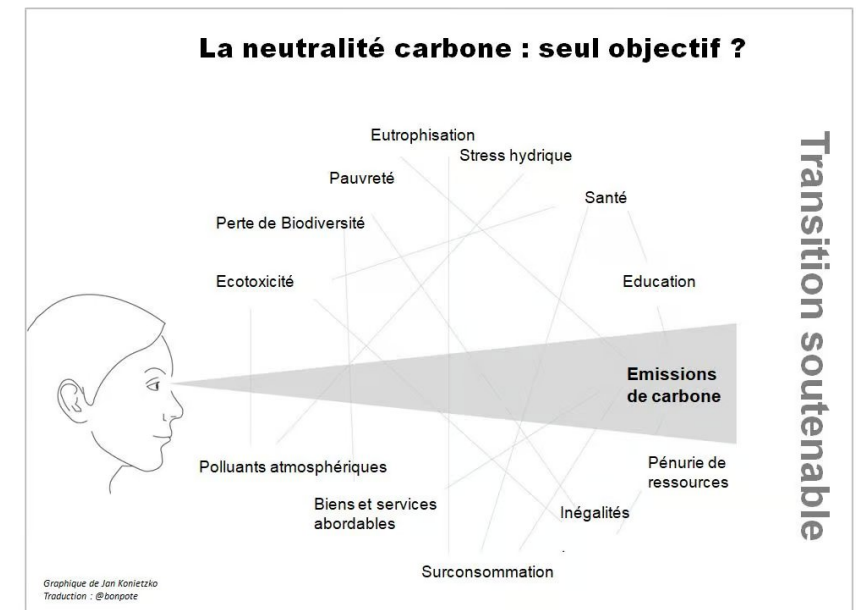 La neutralité carbone : seul objectif ?
Eutrophisation
Stress hydrique
Pauvreté
Santé
Perte de Biodiversité
Ecotoxicité
Education
Emissions
de carbone
Polluants atmosphériques
Pénurie de
ressources
Biens et services
abordables
Inégalités
Surconsommation
Transition soutenable
Graphique de Jan Konietzko
Traduction : @bonpote